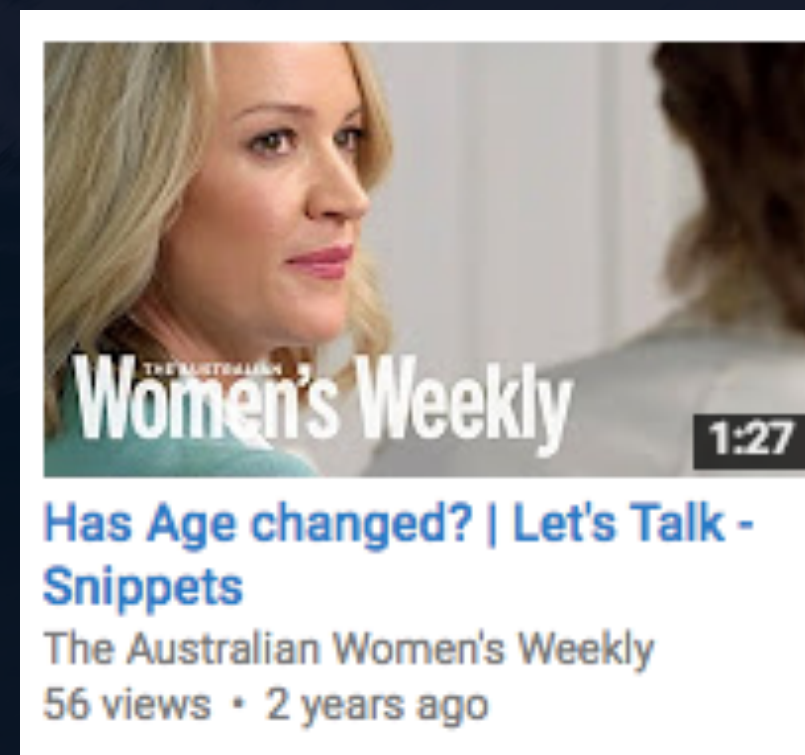 THE AUSTRALIAN
Women's Weekly
1:27
Has Age changed? | Let's Talk -
Snippets
The Australian Women's Weekly
56 views • 2 years ago